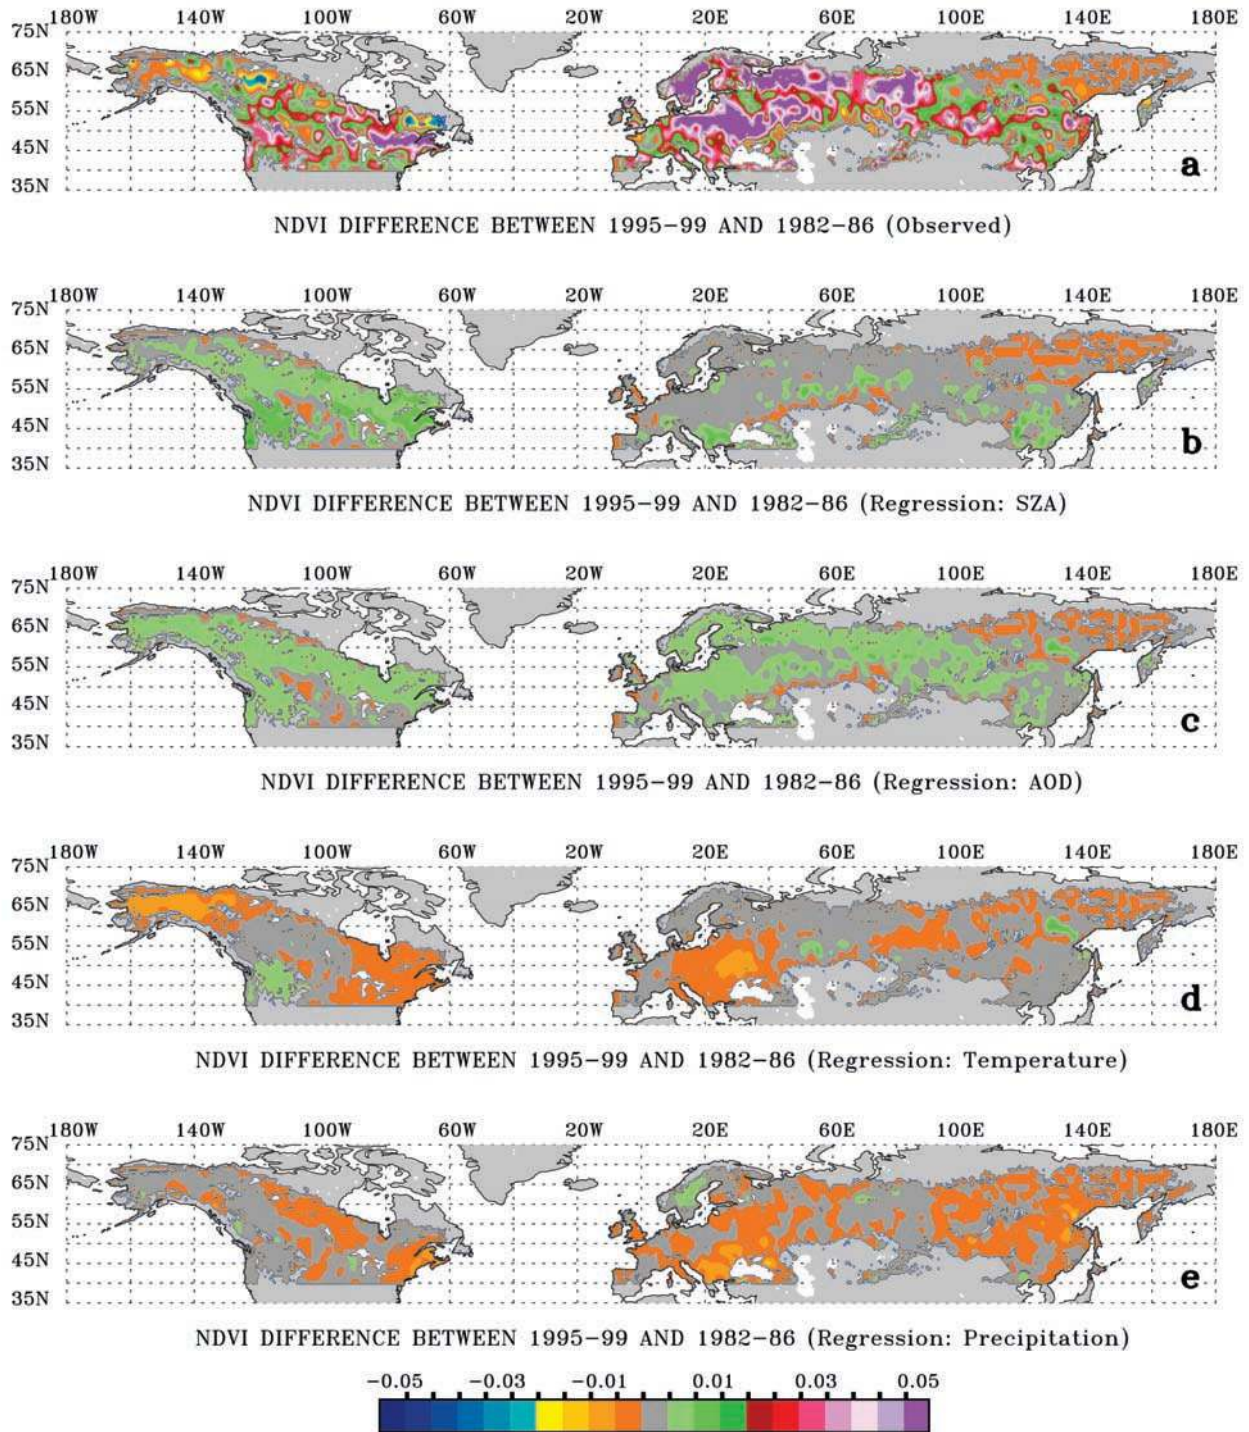 180W 140W 100W 60W 20W 20E 60E 100E 140E 180E
75N
65N
55N
45N
35N
a
NDVI DIFFERENCE BETWEEN 1995-99 AND 1982-86 (Observed)
180W 140W 100W 60W 20W 20E 60E 100E 140E 180E
75N
65N
55N
45N
35N
b
NDVI DIFFERENCE BETWEEN 1995-99 AND 1982-86 (Regression: SZA)
180W 140W 100W 60W 20W 20E 60E 100E 140E 180E
75N
65N
55N
45N
35N
c
NDVI DIFFERENCE BETWEEN 1995-99 AND 1982-86 (Regression: AOD)
180W 140W 100W 60W 20W 20E 60E 100E 140E 180E
75N
65N
55N
45N
35N
d
NDVI DIFFERENCE BETWEEN 1995-99 AND 1982-86 (Regression: Temperature)
180W 140W 100W 60W 20W 20E 60E 100E 140E 180E
75N
65N
55N
45N
35N
e
NDVI DIFFERENCE BETWEEN 1995-99 AND 1982-86 (Regression: Precipitation)
-0.05 -0.03 -0.01 0.01 0.03 0.05